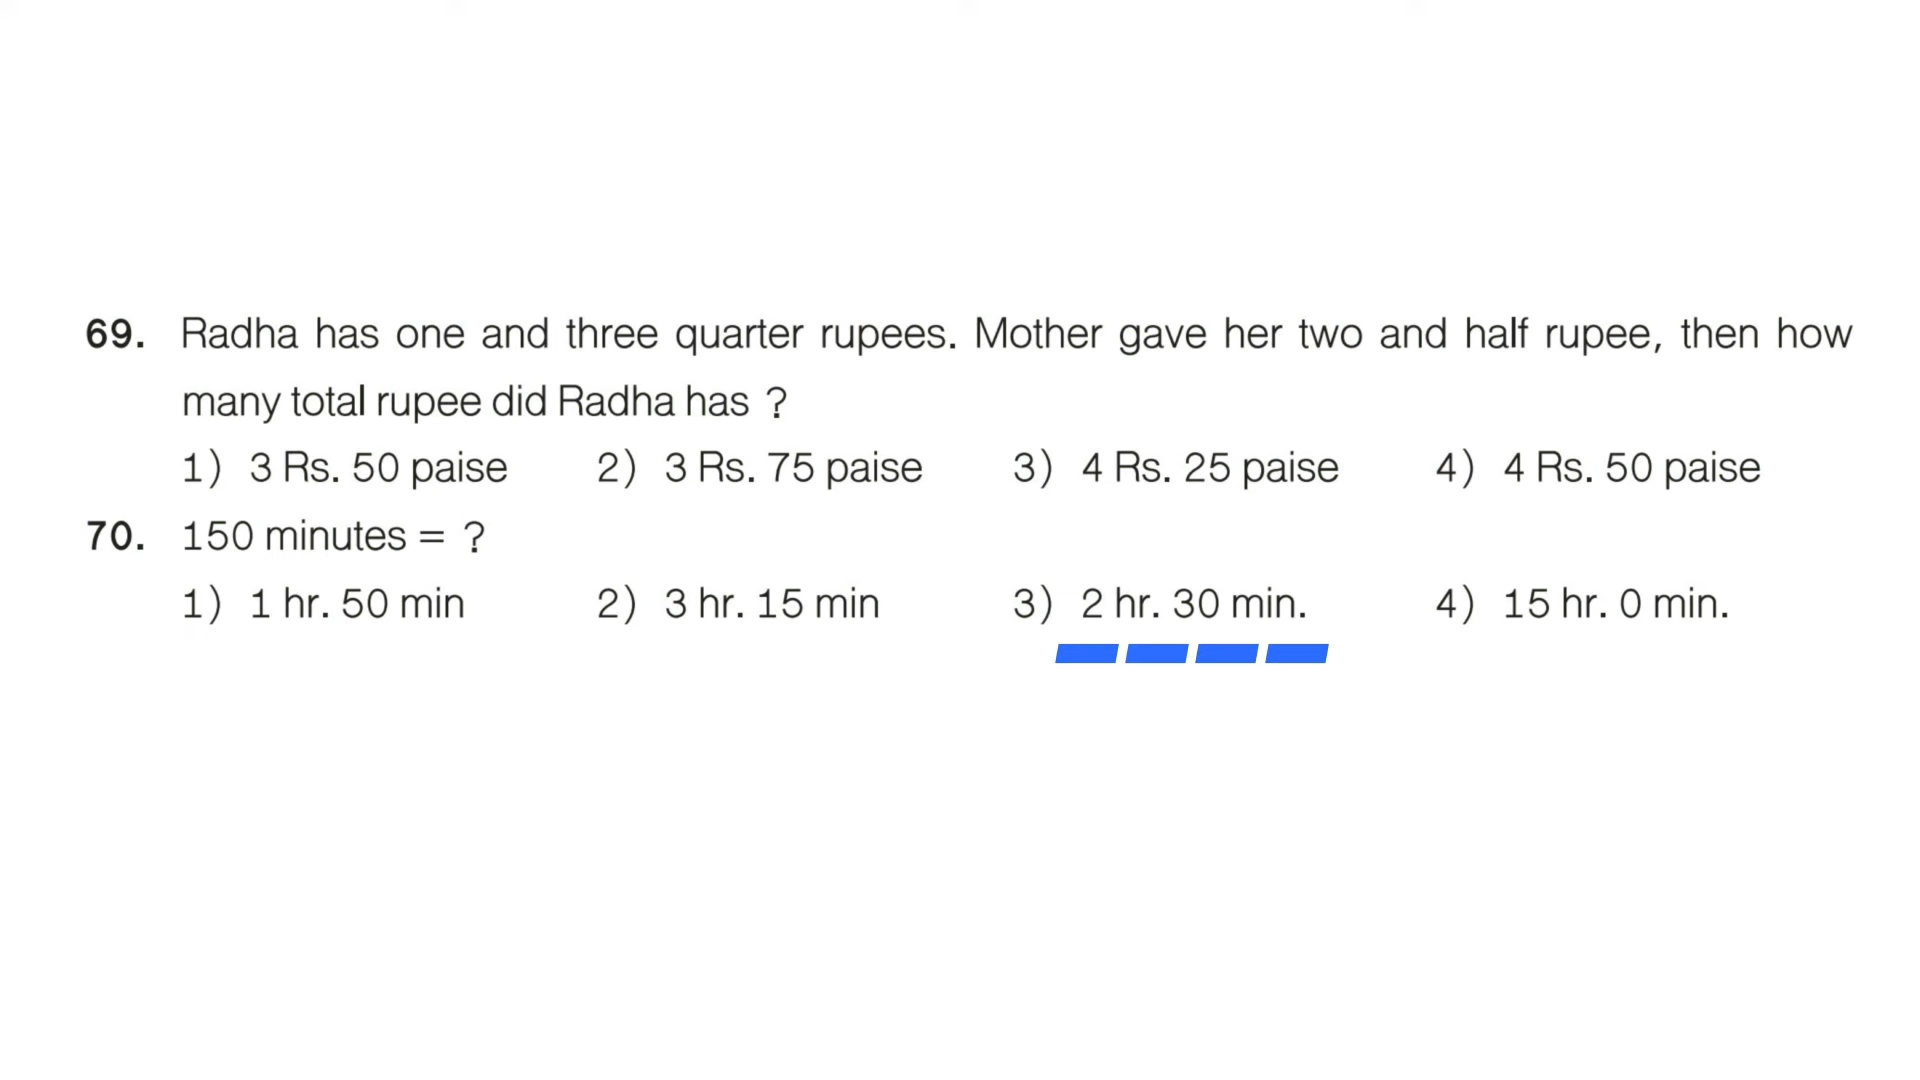 69. Radha has one and three quarter rupees. Mother gave her two and half rupee, then how
many total rupee did Radha has ?
1) 3 Rs. 50 paise 2) 3 Rs. 75 paise 3) 4 Rs. 25 paise 4) 4 Rs. 50 paise
70. 150 minutes = ?
1) 1 hr. 50 min 2) 3 hr. 15 min 3) 2 hr. 30 min. 4) 15 hr. 0 min.